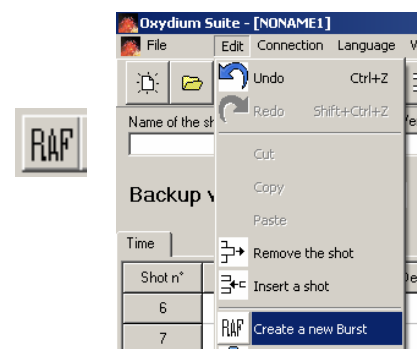 RAF
Oxydium Suite - [NONAME1]
File Edit Connection Language
Undo Ctrl+Z
Name of the
Redo Shift+Ctrl+Z
Cut
Backup
Copy
Paste
Time
Remove the shot
Shot n°
Insert a shot
6
RAF Create a new Burst
7